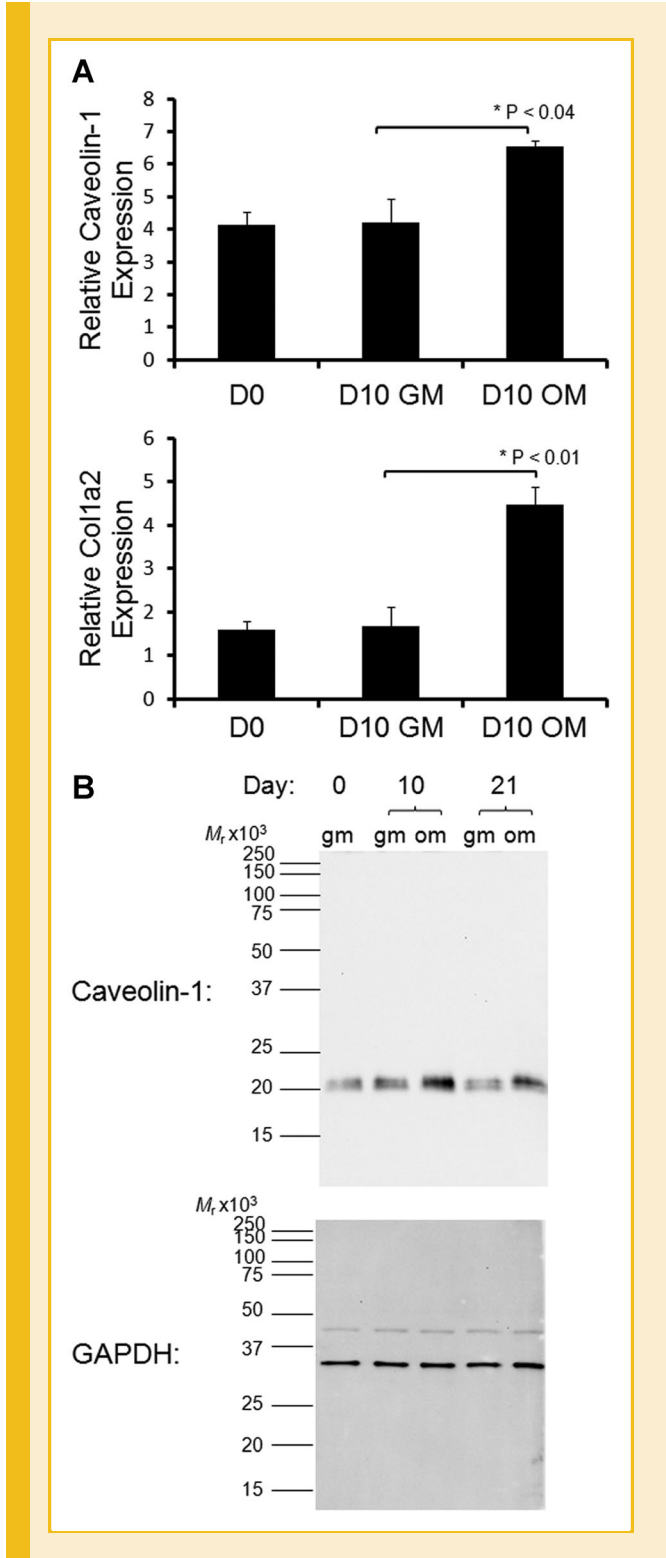 A
Relative Caveolin-1
Expression
8
7
6
5
4
3
2
1
0
* P < 0.04
D0 D10 GM D10 OM
Relative Col1a2
Expression
6
5
4
3
2
1
0
* P < 0.01
D0 D10 GM D10 OM
B
Day: 0 10 21
Mr x10³
gm gm om gm om
250
150
100
75
50
Caveolin-1:
37
25
20
15
Mr x10³
250
150
100
75
50
GAPDH:
37
25
20
15